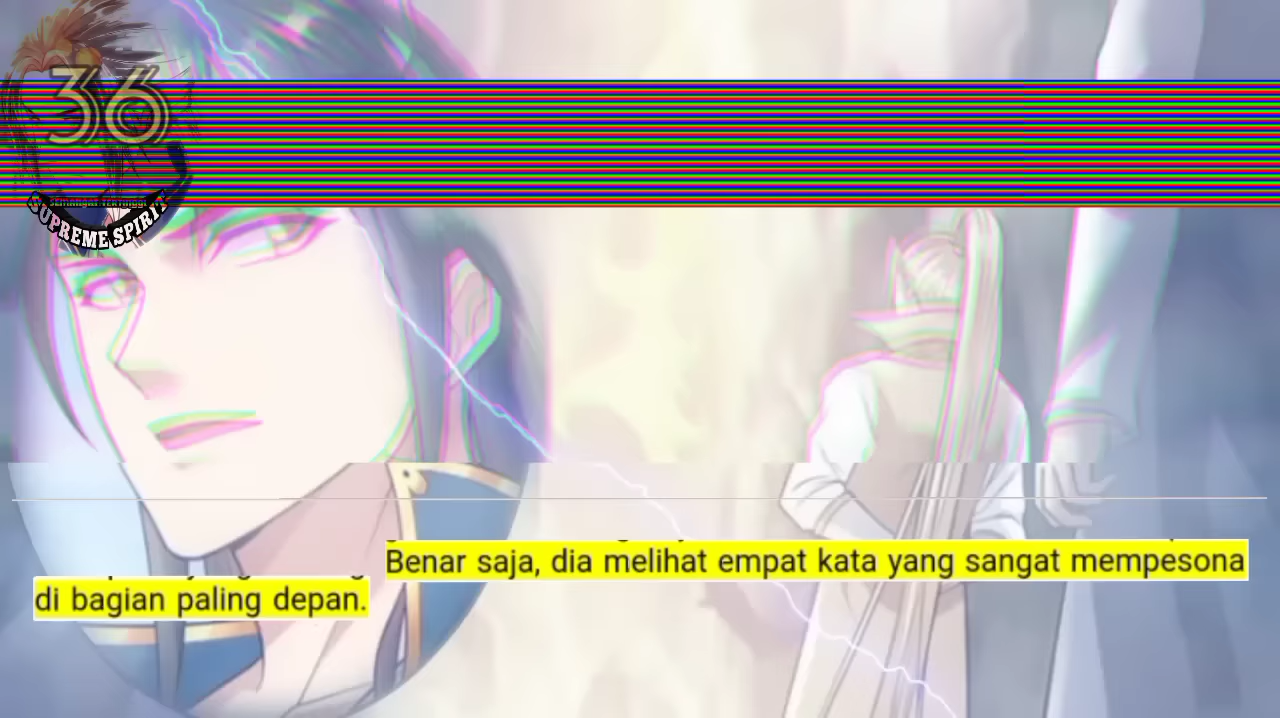 36
SUPREME SPIRIT
Benar saja, dia melihat empat kata yang sangat mempesona
di bagian paling depan.